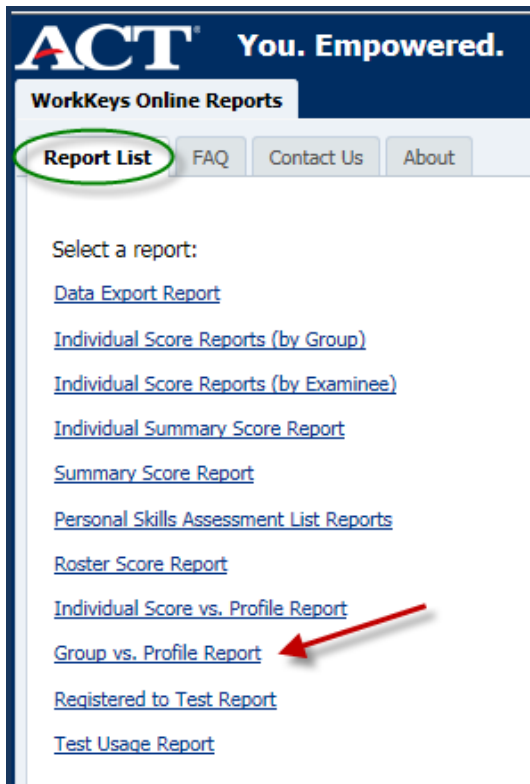 ACT® You. Empowered.
WorkKeys Online Reports
Report List FAQ Contact Us About
Select a report:
Data Export Report
Individual Score Reports (by Group)
Individual Score Reports (by Examinee)
Individual Summary Score Report
Summary Score Report
Personal Skills Assessment List Reports
Roster Score Report
Individual Score vs. Profile Report
Group vs. Profile Report
Registered to Test Report
Test Usage Report